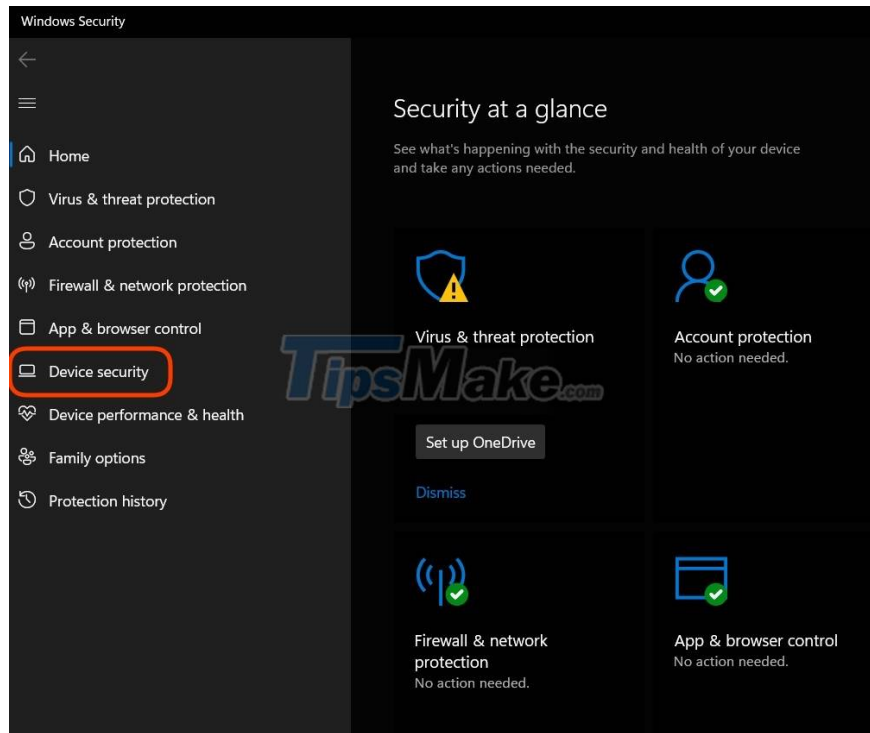 Windows Security
Home
Virus & threat protection
Account protection
Firewall & network protection
App & browser control
Device security
Device performance & health
Family options
Protection history
Security at a glance
See what's happening with the security and health of your device
and take any actions needed.
Virus & threat protection
Set up OneDrive
Dismiss
Account protection
No action needed.
Firewall & network
protection
No action needed.
App & browser control
No action needed.
TipsMake.com